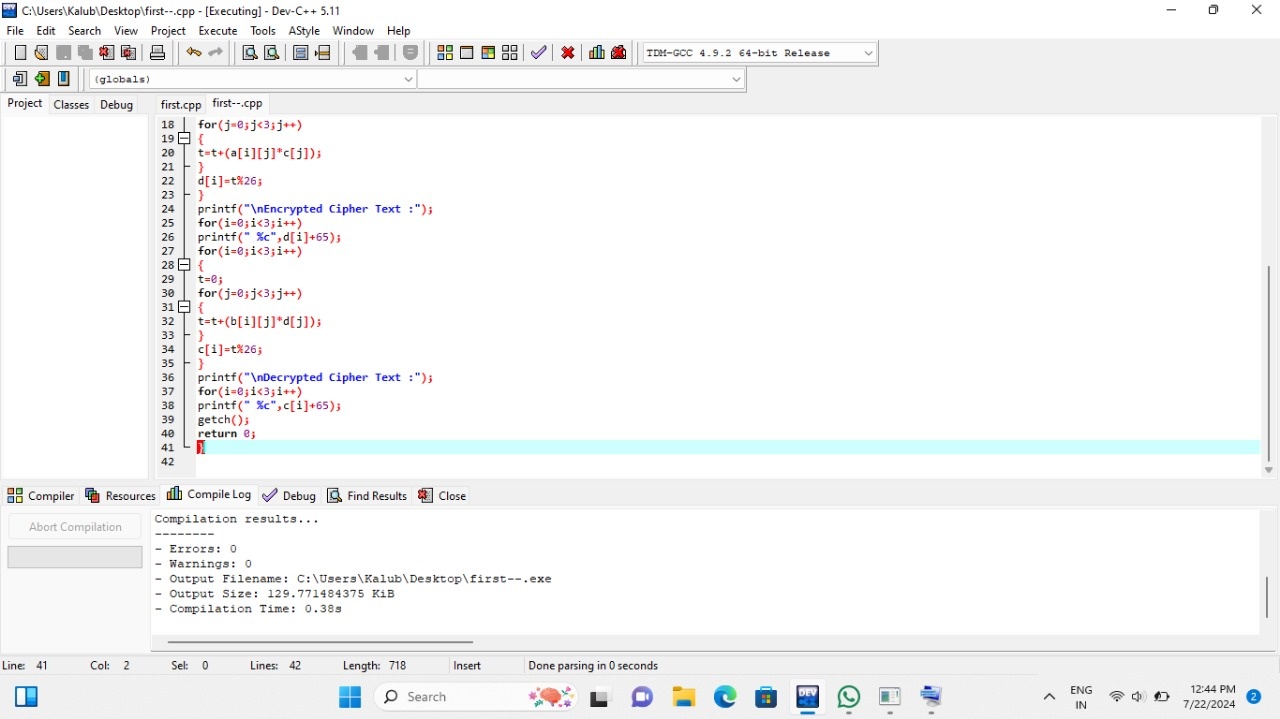 C:\Users\Kalub\Desktop\first--.cpp - [Executing] - Dev-C++ 5.11
File Edit Search View Project Execute Tools AStyle Window Help
TDM-GCC 4.9.2 64-bit Release
(globals)
Project Classes Debug first.cpp first--.cpp
18 for(j=0;j<3;j++)
19 {
20 t=t+(a[i][j]*c[j]);
21 }
22 d[i]=t%26;
23 }
24 printf("\nEncrypted Cipher Text :");
25 for(i=0;i<3;i++)
26 printf(" %c",d[i]+65);
27 for(i=0;i<3;i++)
28 {
29 t=0;
30 for(j=0;j<3;j++)
31 {
32 t=t+(b[i][j]*d[j]);
33 }
34 c[i]=t%26;
35 }
36 printf("\nDecrypted Cipher Text :");
37 for(i=0;i<3;i++)
38 printf(" %c",c[i]+65);
39 getch();
40 return 0;
41 }
42
Compiler Resources Compile Log Debug Find Results Close
Abort Compilation
Compilation results...
--------
- Errors: 0
- Warnings: 0
- Output Filename: C:\Users\Kalub\Desktop\first--.exe
- Output Size: 129.771484375 KiB
- Compilation Time: 0.38s
Line: 41 Col: 2 Sel: 0 Lines: 42 Length: 718 Insert Done parsing in 0 seconds
Search
DEV
ENG
IN
12:44 PM
7/22/2024
2